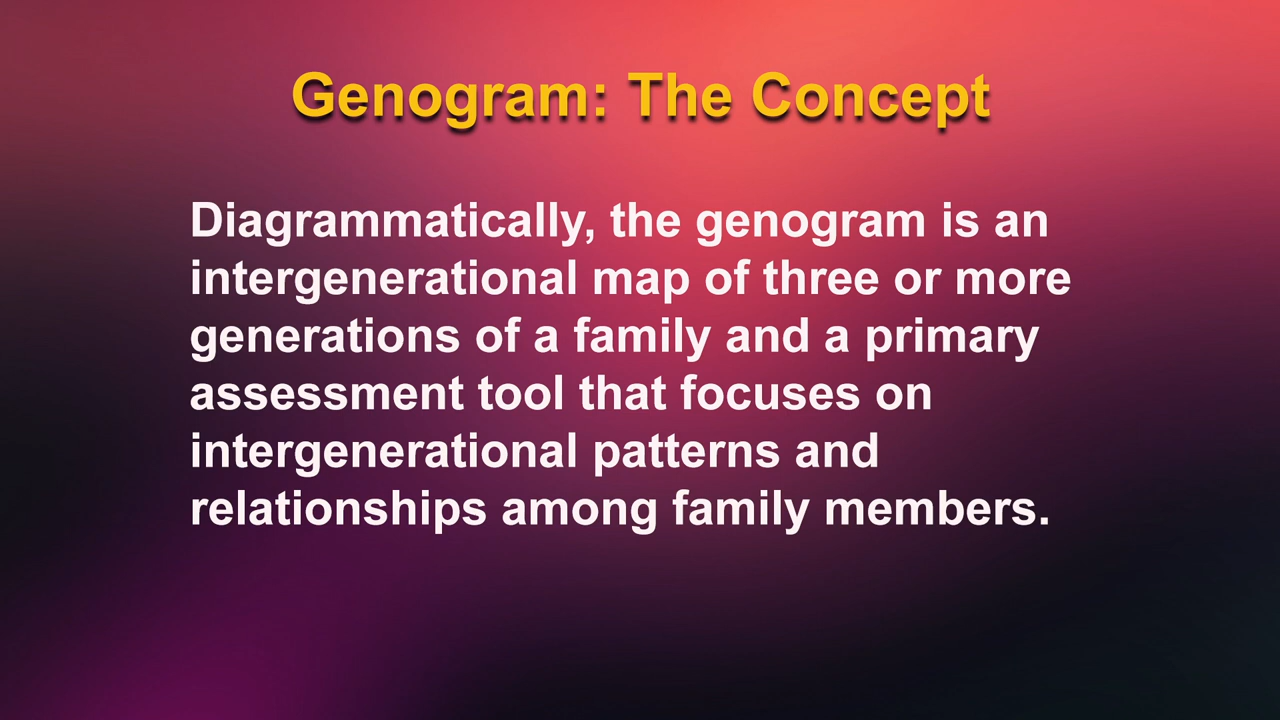 Genogram: The Concept
Diagrammatically, the genogram is an
intergenerational map of three or more
generations of a family and a primary
assessment tool that focuses on
intergenerational patterns and
relationships among family members.